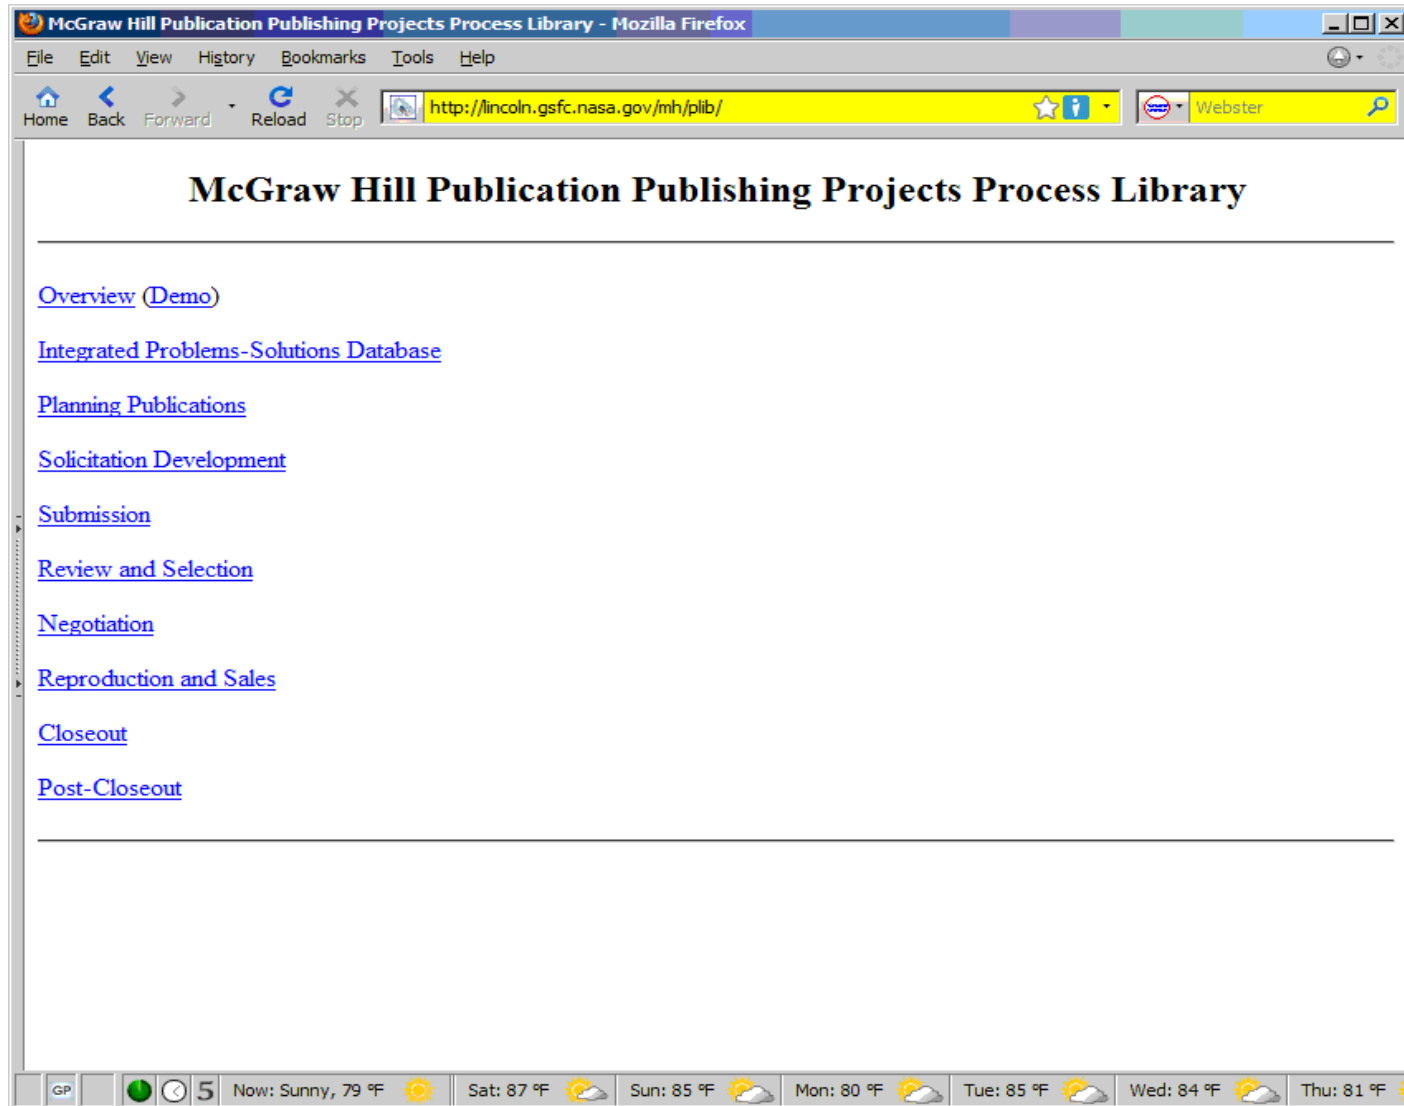 McGraw Hill Publication Publishing Projects Process Library - Mozilla Firefox
File Edit View History Bookmarks Tools Help
Home Back Forward Reload Stop http://lincoln.gsfc.nasa.gov/mh/plib/ Webster
McGraw Hill Publication Publishing Projects Process Library
Overview (Demo)
Integrated Problems-Solutions Database
Planning Publications
Solicitation Development
Submission
Review and Selection
Negotiation
Reproduction and Sales
Closeout
Post-Closeout
GP 5 Now: Sunny, 79 °F Sat: 87 °F Sun: 85 °F Mon: 80 °F Tue: 85 °F Wed: 84 °F Thu: 81 °F